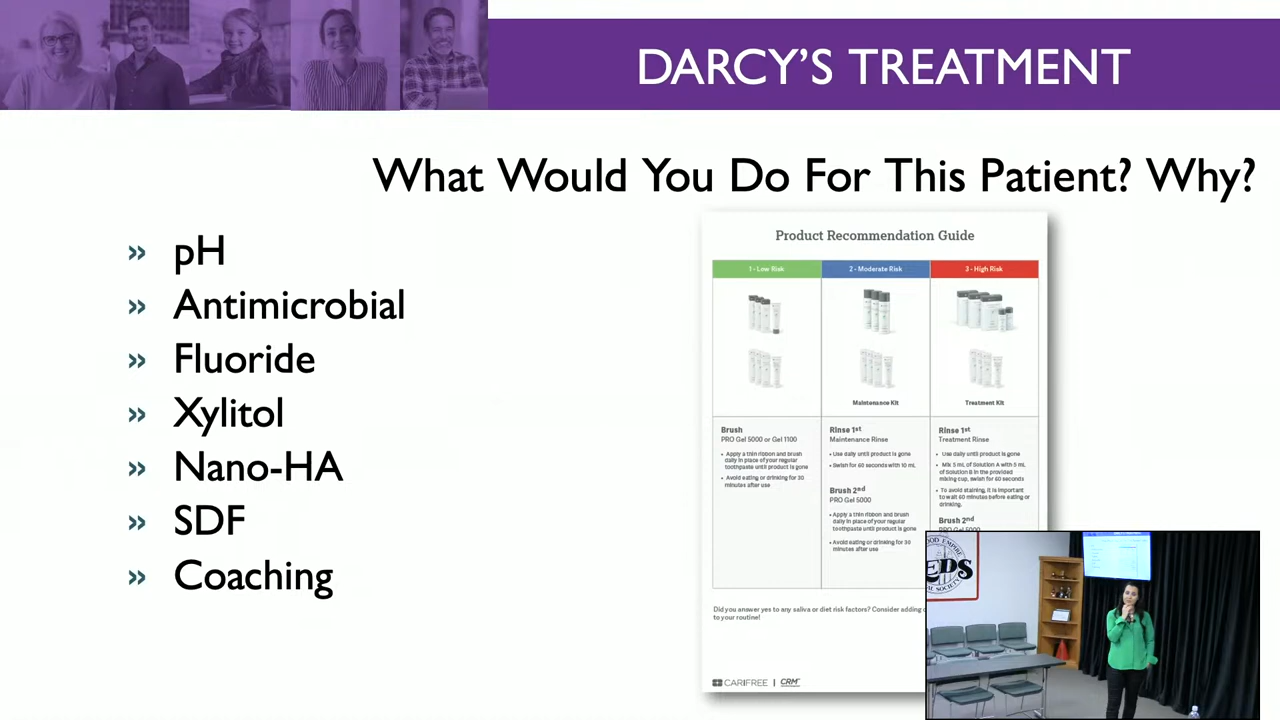 DARCY'S TREATMENT
What Would You Do For This Patient? Why?
» pH
» Antimicrobial
» Fluoride
» Xylitol
» Nano-HA
» SDF
» Coaching
Product Recommendation Guide
1 - Low Risk
2 - Moderate Risk
3 - High Risk
Maintenance Kit
Treatment Kit
Brush
PRO Gel 5000 or Gel 1100
• Apply a thin ribbon and brush
daily in place of your regular
toothpaste until product is gone
• Avoid eating or drinking for 30
minutes after use
Rinse 1st
Maintenance Rinse
• Use daily until product is gone
• Swish for 60 seconds with 10 mL
Brush 2nd
PRO Gel 5000
• Apply a thin ribbon and brush
daily in place of your regular
toothpaste until product is gone
• Avoid eating or drinking for 30
minutes after use
Rinse 1st
Treatment Rinse
• Use daily until product is gone
• Mix 5 mL of Solution A with 5 mL
of Solution B in the provided
mixing cup, swish for 60 seconds
• To avoid staining, it is important
to wait 60 minutes before eating or
drinking.
Brush 2nd
PRO Gel 5000
Did you answer yes to any saliva or diet risk factors? Consider adding
to your routine!
CARIFREE | CRM
OOD EMPIRE
EDS
AL SOCIETY